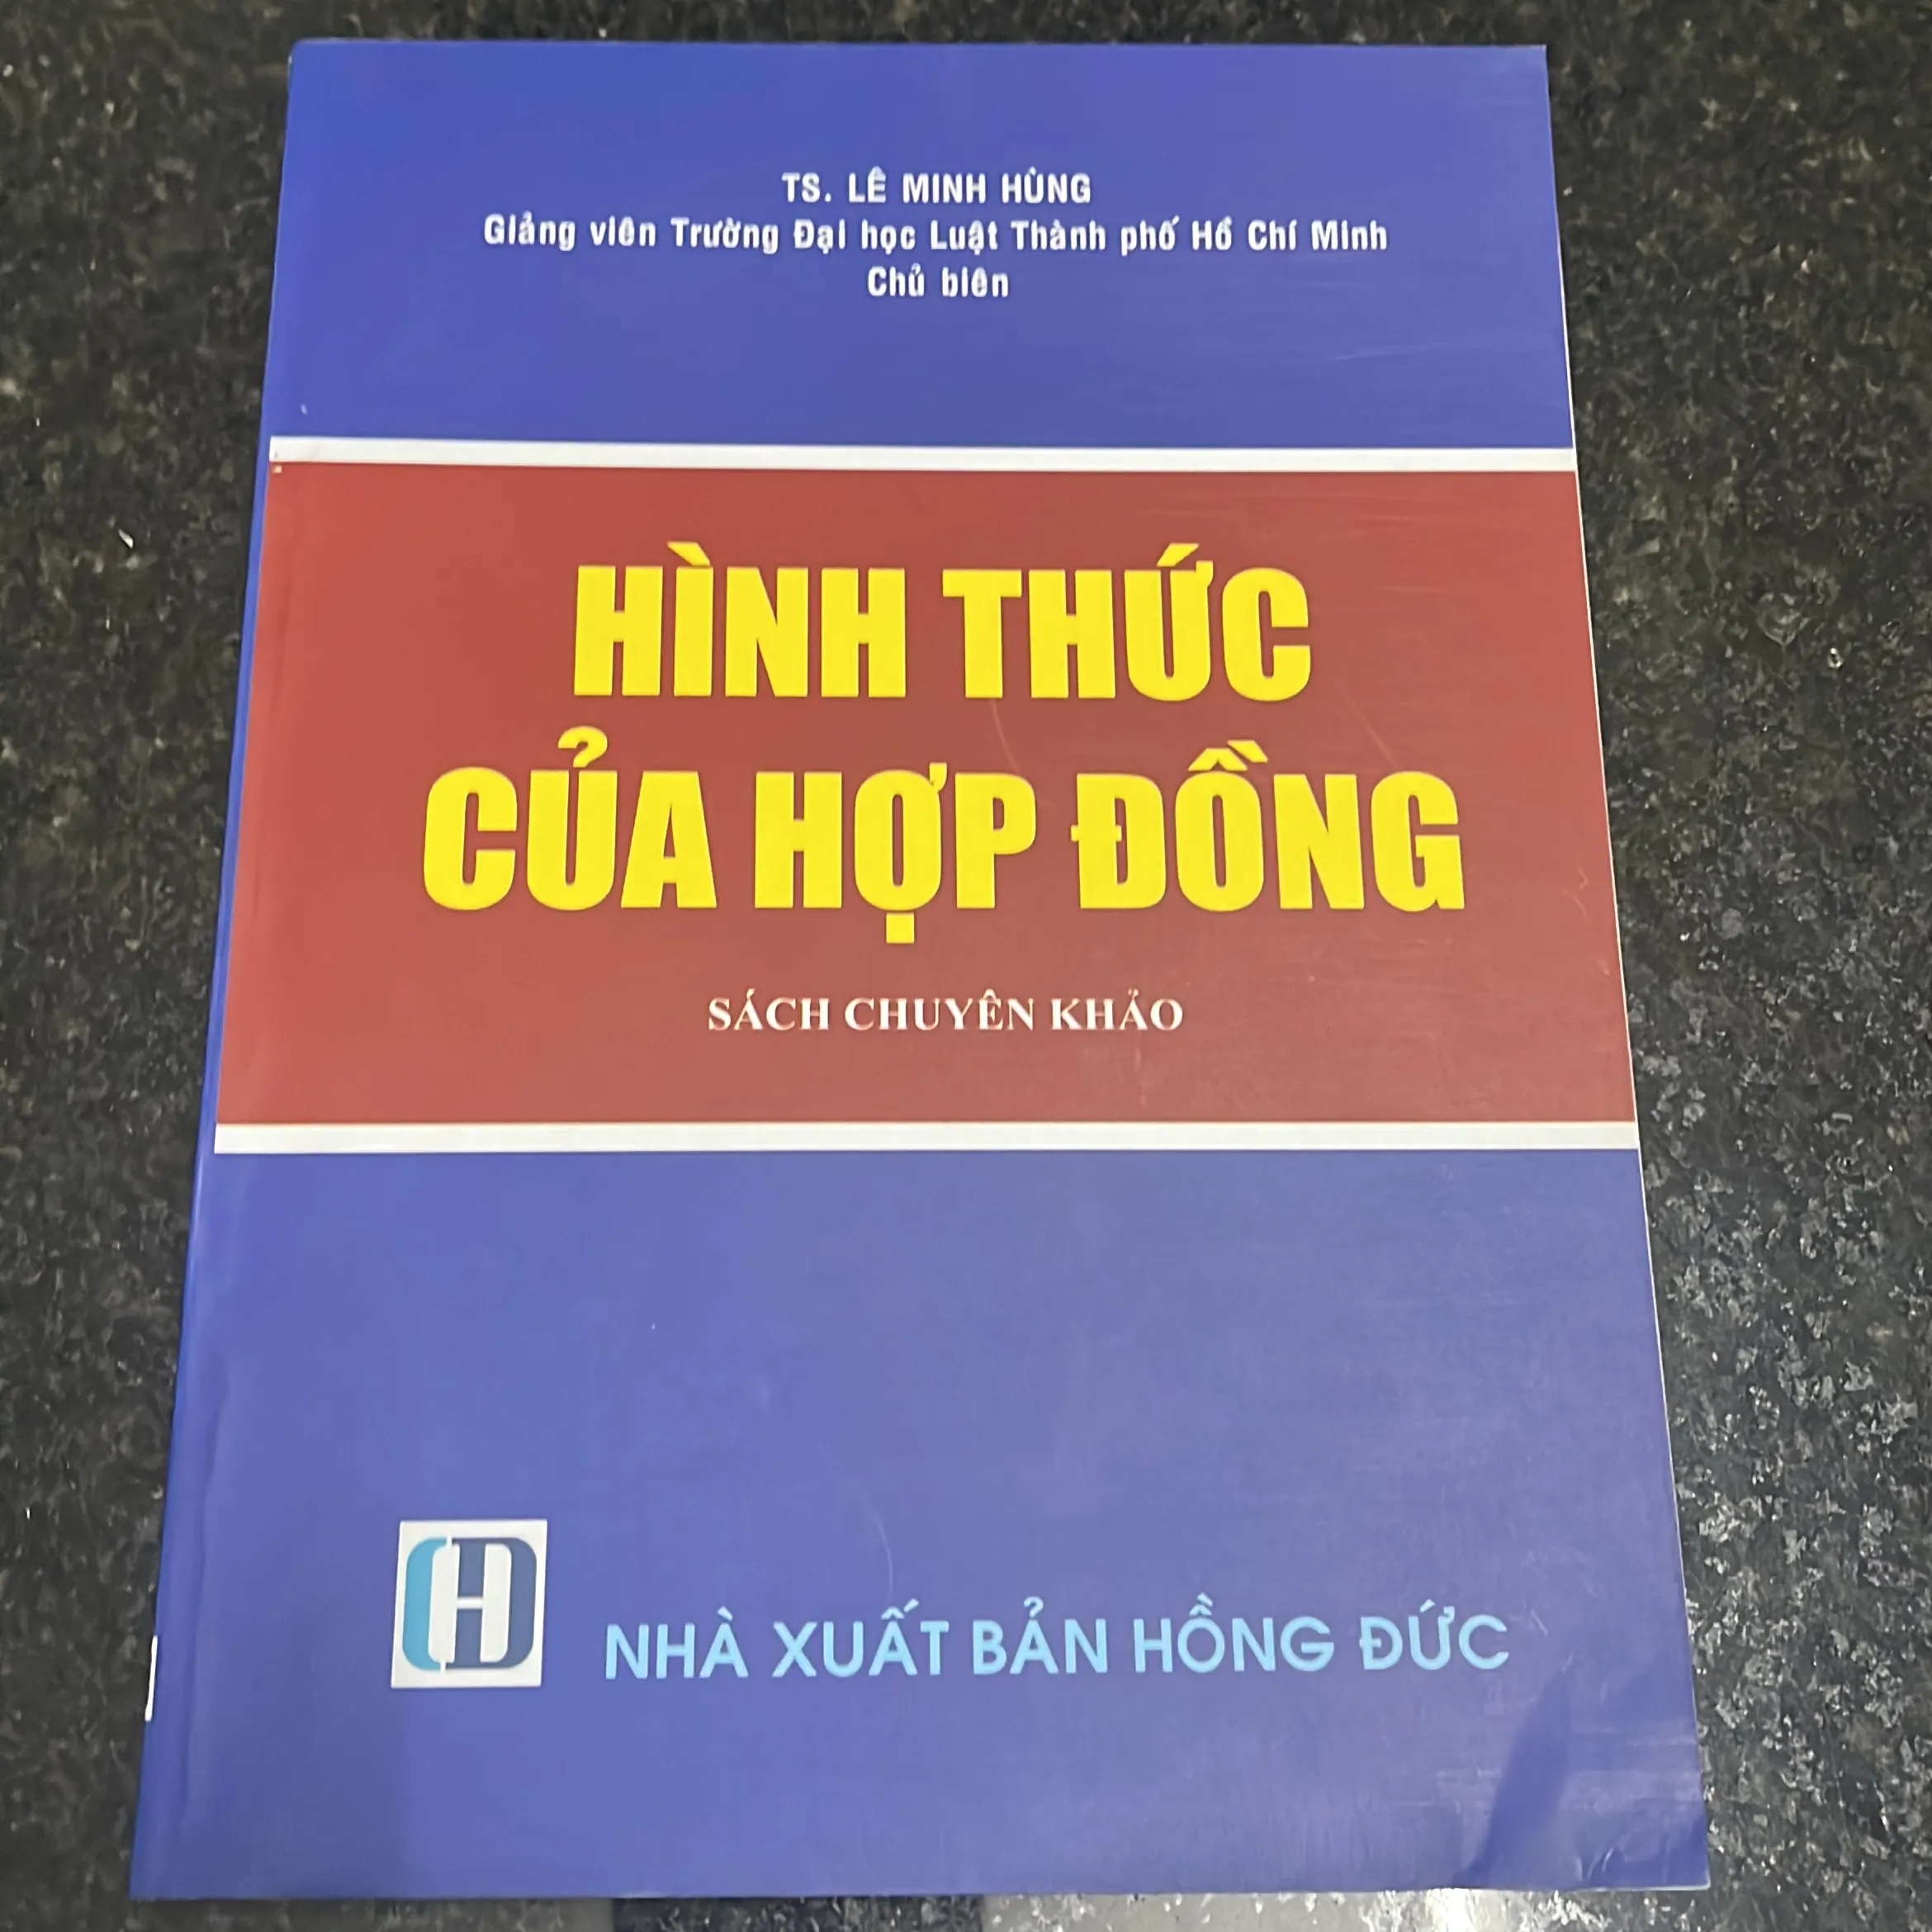 TS. LÊ MINH HÙNG
Giảng viên Trường Đại học Luật Thành phố Hồ Chí Minh
Chủ biên
HÌNH THỨC
CỦA HỢP ĐỒNG
SÁCH CHUYÊN KHẢO
HD
NHÀ XUẤT BẢN HỒNG ĐỨC